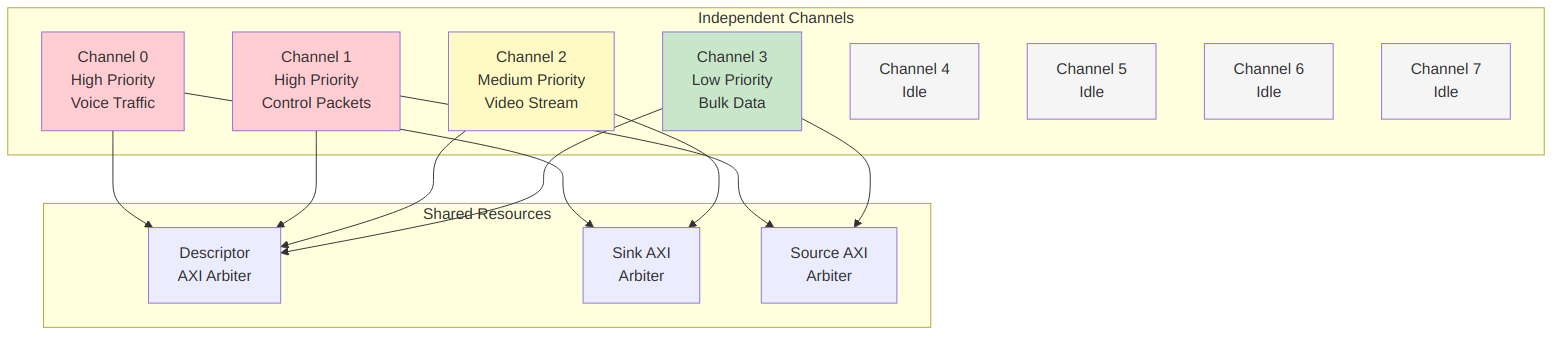 Independent Channels
Channel 0
High Priority
Voice Traffic
Channel 1
High Priority
Control Packets
Channel 2
Medium Priority
Video Stream
Channel 3
Low Priority
Bulk Data
Channel 4
Idle
Channel 5
Idle
Channel 6
Idle
Channel 7
Idle
Shared Resources
Descriptor
AXI Arbiter
Sink AXI
Arbiter
Source AXI
Arbiter